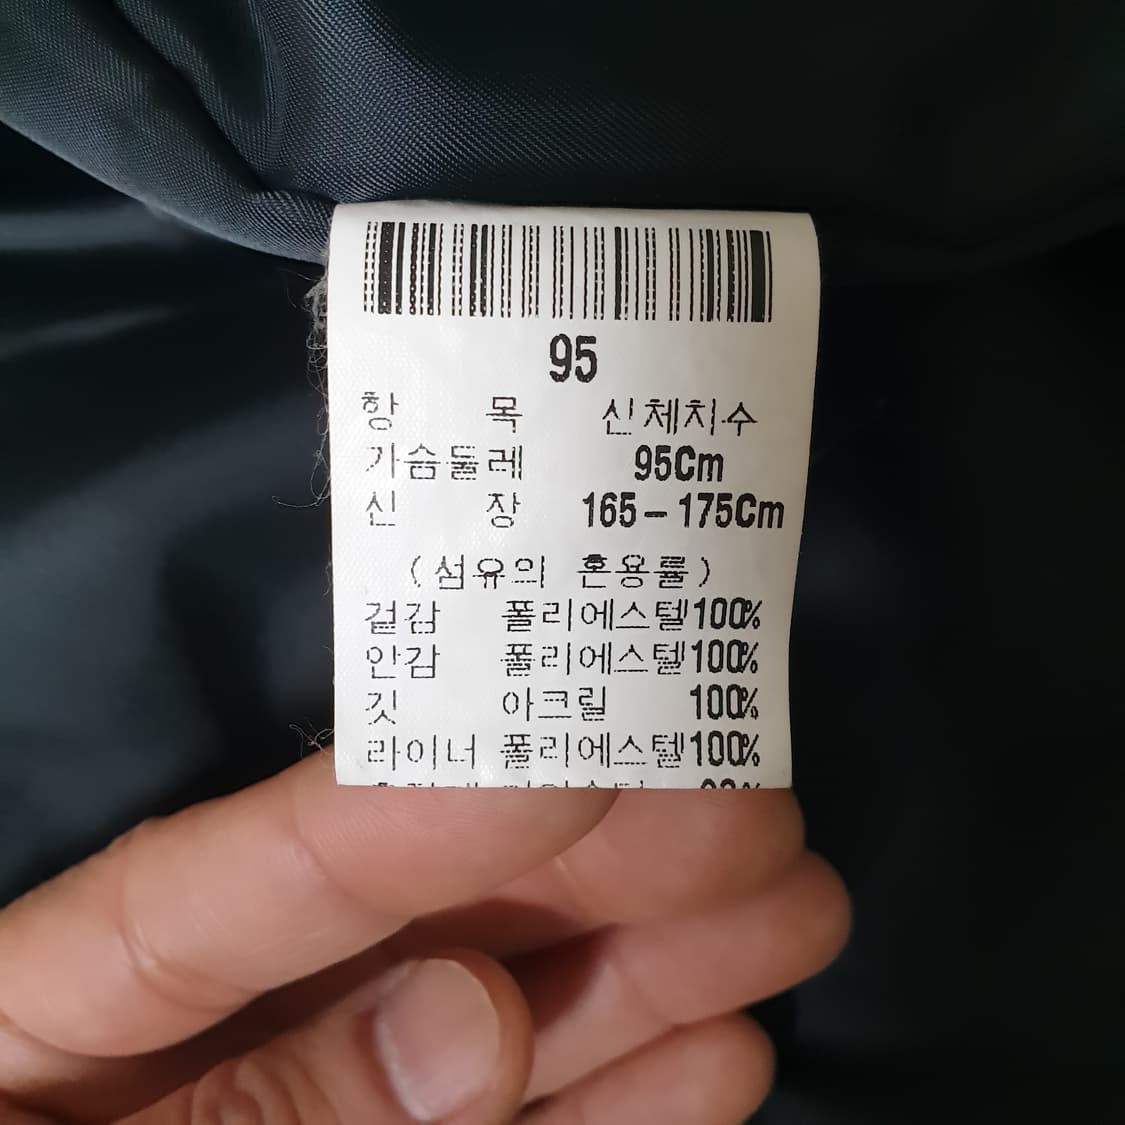 95
항 목 신체치수
가슴둘레 95Cm
신 장 165-175Cm
(섬유의 혼용률)
겉감 폴리에스텔100%
안감 폴리에스텔100%
깃 아크릴 100%
라이너 폴리에스텔100%